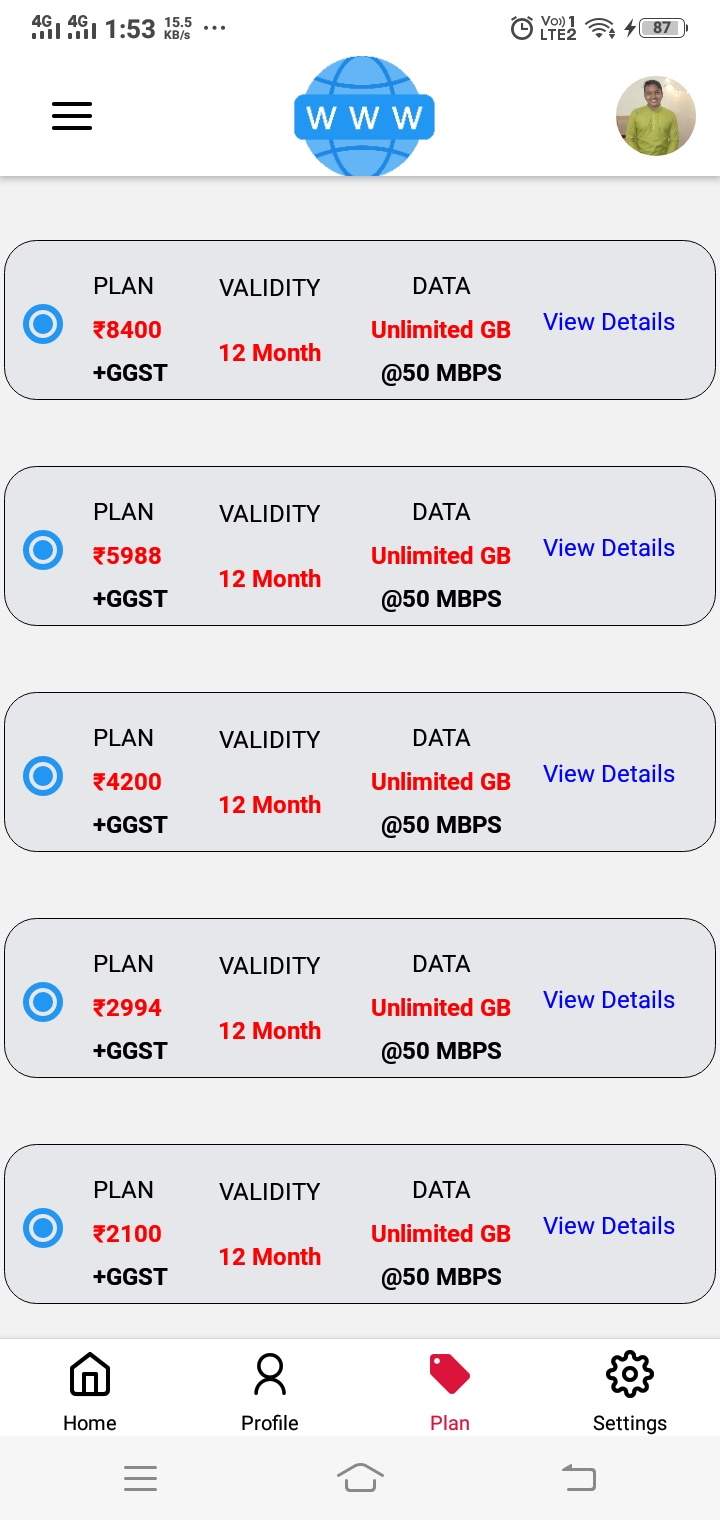 4G 4G 1:53 15.5 KB/s ... Vo)) 1 LTE2 87
W W W
PLAN VALIDITY DATA
₹8400 12 Month Unlimited GB View Details
+GGST @50 MBPS
PLAN VALIDITY DATA
₹5988 12 Month Unlimited GB View Details
+GGST @50 MBPS
PLAN VALIDITY DATA
₹4200 12 Month Unlimited GB View Details
+GGST @50 MBPS
PLAN VALIDITY DATA
₹2994 12 Month Unlimited GB View Details
+GGST @50 MBPS
PLAN VALIDITY DATA
₹2100 12 Month Unlimited GB View Details
+GGST @50 MBPS
Home Profile Plan Settings